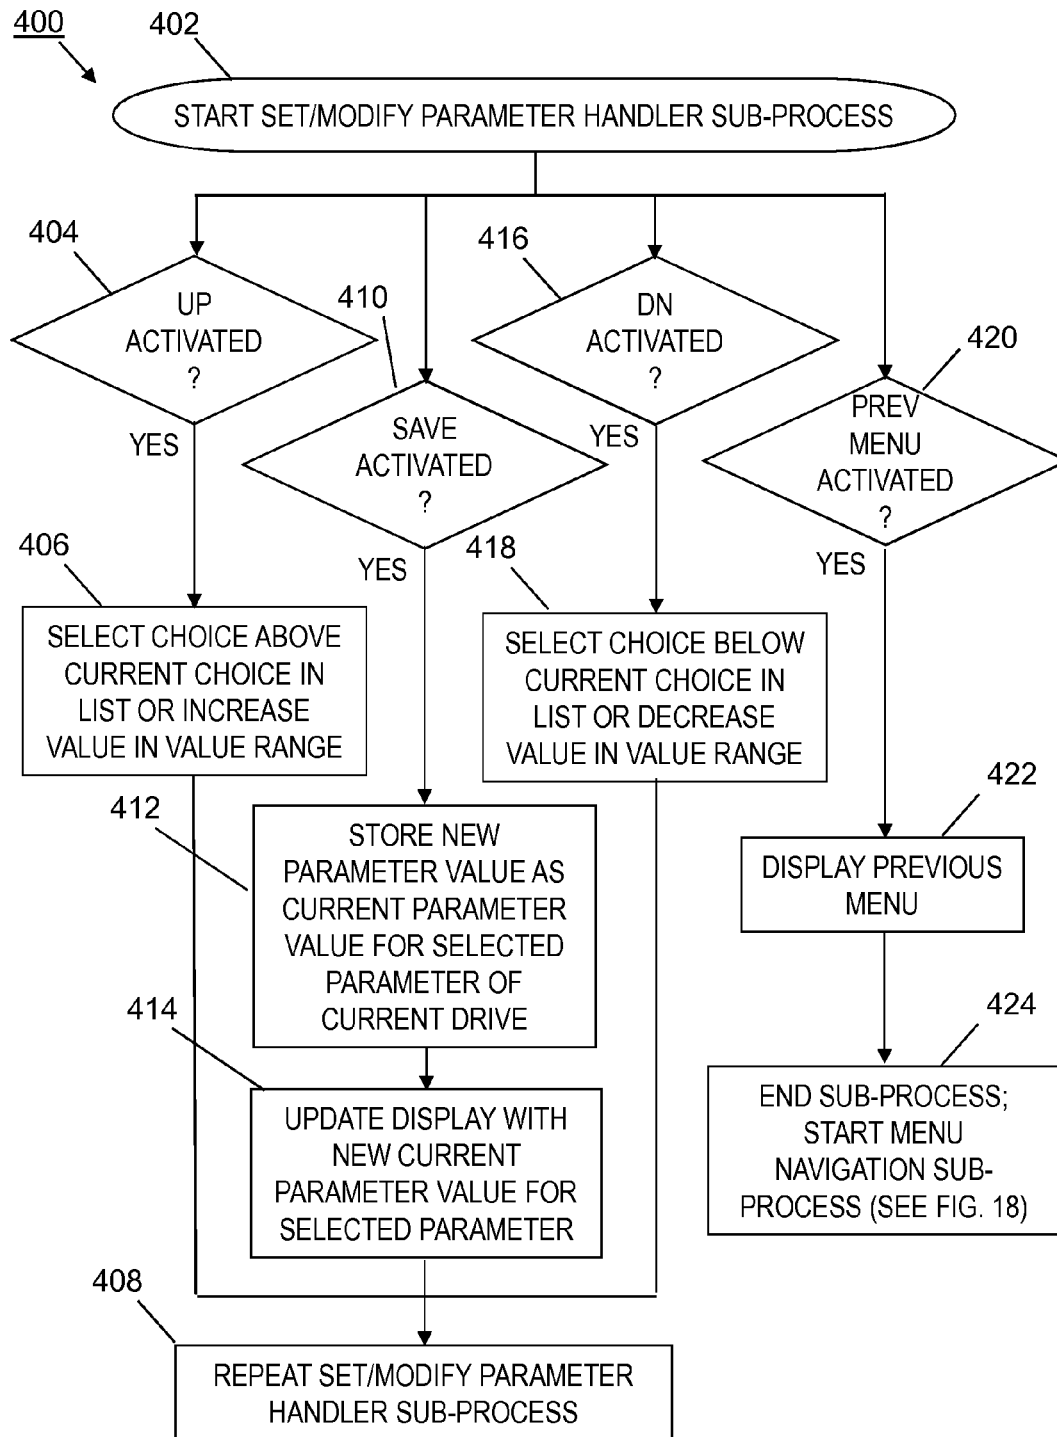 400
402
START SET/MODIFY PARAMETER HANDLER SUB-PROCESS
404
UP
ACTIVATED
?
YES
410
SAVE
ACTIVATED
?
YES
416
DN
ACTIVATED
?
YES
420
PREV
MENU
ACTIVATED
?
YES
406
SELECT CHOICE ABOVE
CURRENT CHOICE IN
LIST OR INCREASE
VALUE IN VALUE RANGE
418
SELECT CHOICE BELOW
CURRENT CHOICE IN
LIST OR DECREASE
VALUE IN VALUE RANGE
412
STORE NEW
PARAMETER VALUE AS
CURRENT PARAMETER
VALUE FOR SELECTED
PARAMETER OF
CURRENT DRIVE
422
DISPLAY PREVIOUS
MENU
414
UPDATE DISPLAY WITH
NEW CURRENT
PARAMETER VALUE FOR
SELECTED PARAMETER
424
END SUB-PROCESS;
START MENU
NAVIGATION SUB-
PROCESS (SEE FIG. 18)
408
REPEAT SET/MODIFY PARAMETER
HANDLER SUB-PROCESS